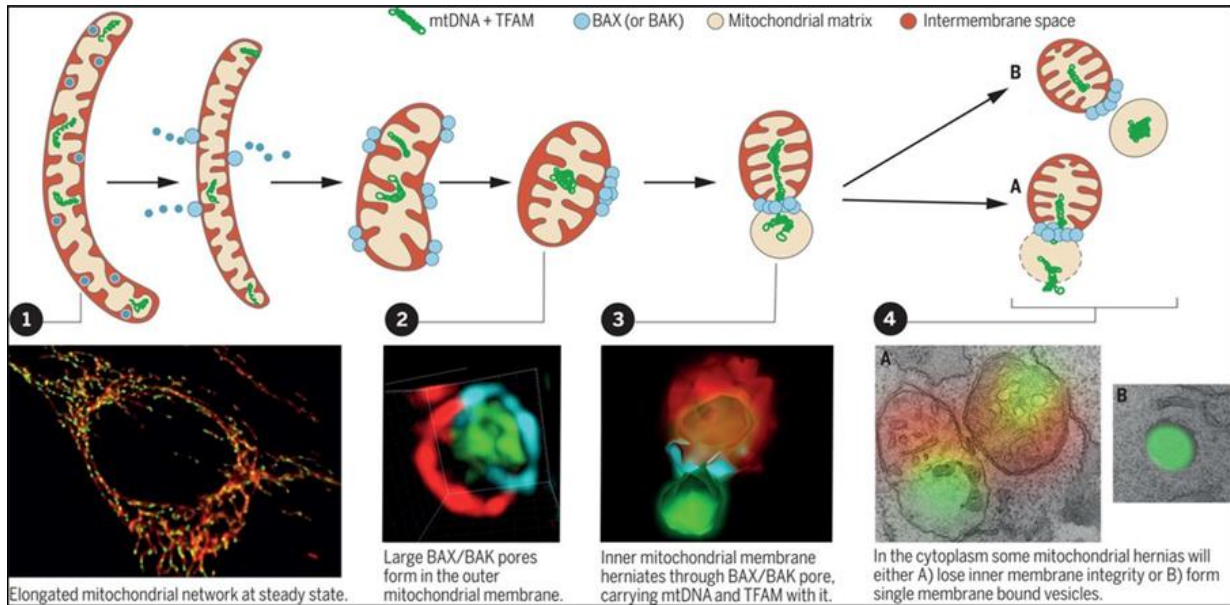 mtDNA + TFAM BAX (or BAK) Mitochondrial matrix Intermembrane space
B
A
1
2
3
4
A
B
Elongated mitochondrial network at steady state.
Large BAX/BAK pores
form in the outer
mitochondrial membrane.
Inner mitochondrial membrane
herniates through BAX/BAK pore,
carrying mtDNA and TFAM with it.
In the cytoplasm some mitochondrial hernias will
either A) lose inner membrane integrity or B) form
single membrane bound vesicles.